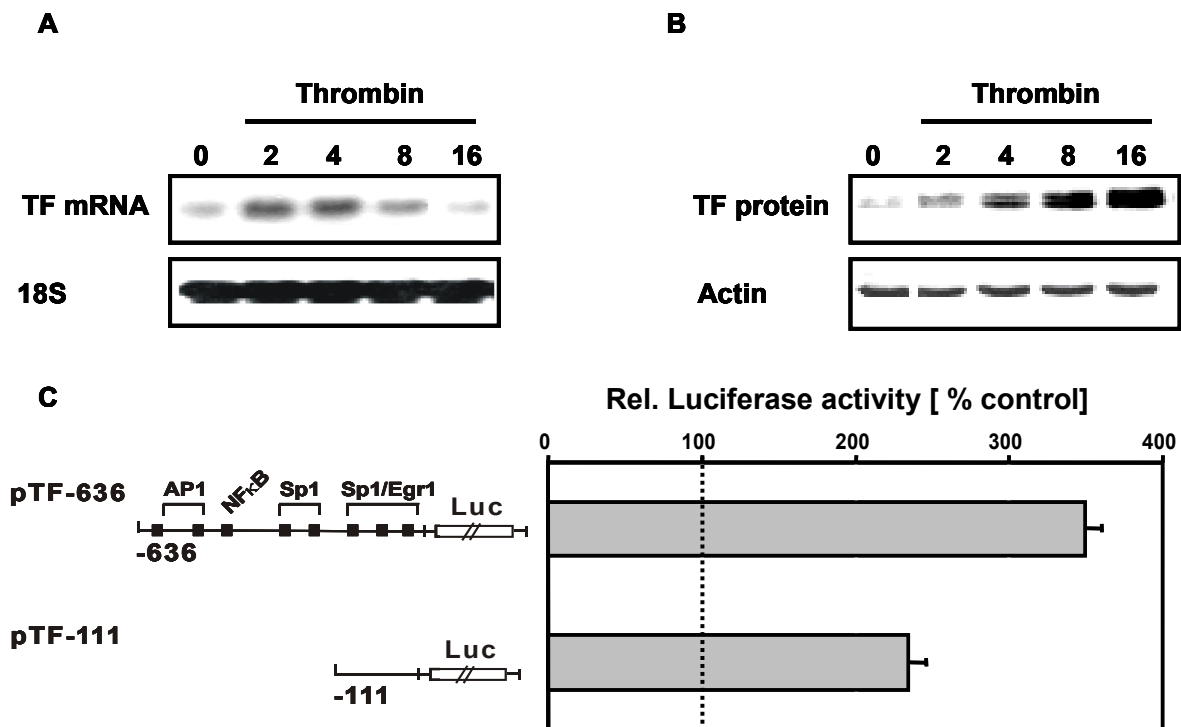 A
Thrombin
0 2 4 8 16
TF mRNA
18S
B
Thrombin
0 2 4 8 16
TF protein
Actin
C
Rel. Luciferase activity [ % control]
0 100 200 300 400
pTF-636
AP1 NFκB Sp1 Sp1/Egr1
Luc
-636
pTF-111
Luc
-111